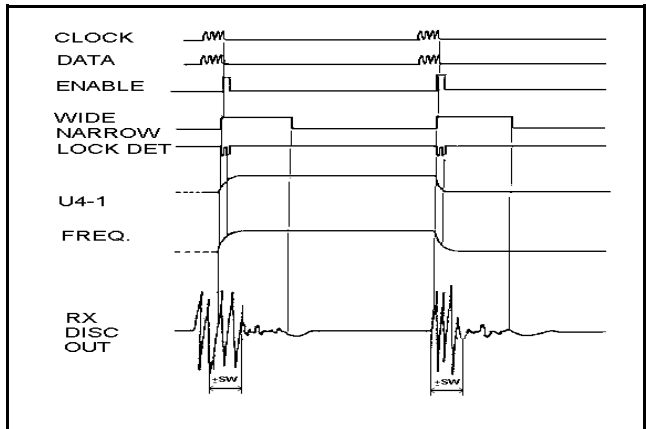 CLOCK
DATA
ENABLE
WIDE
NARROW
LOCK DET
U4-1
FREQ.
RX
DISC
OUT
±SW
±SW